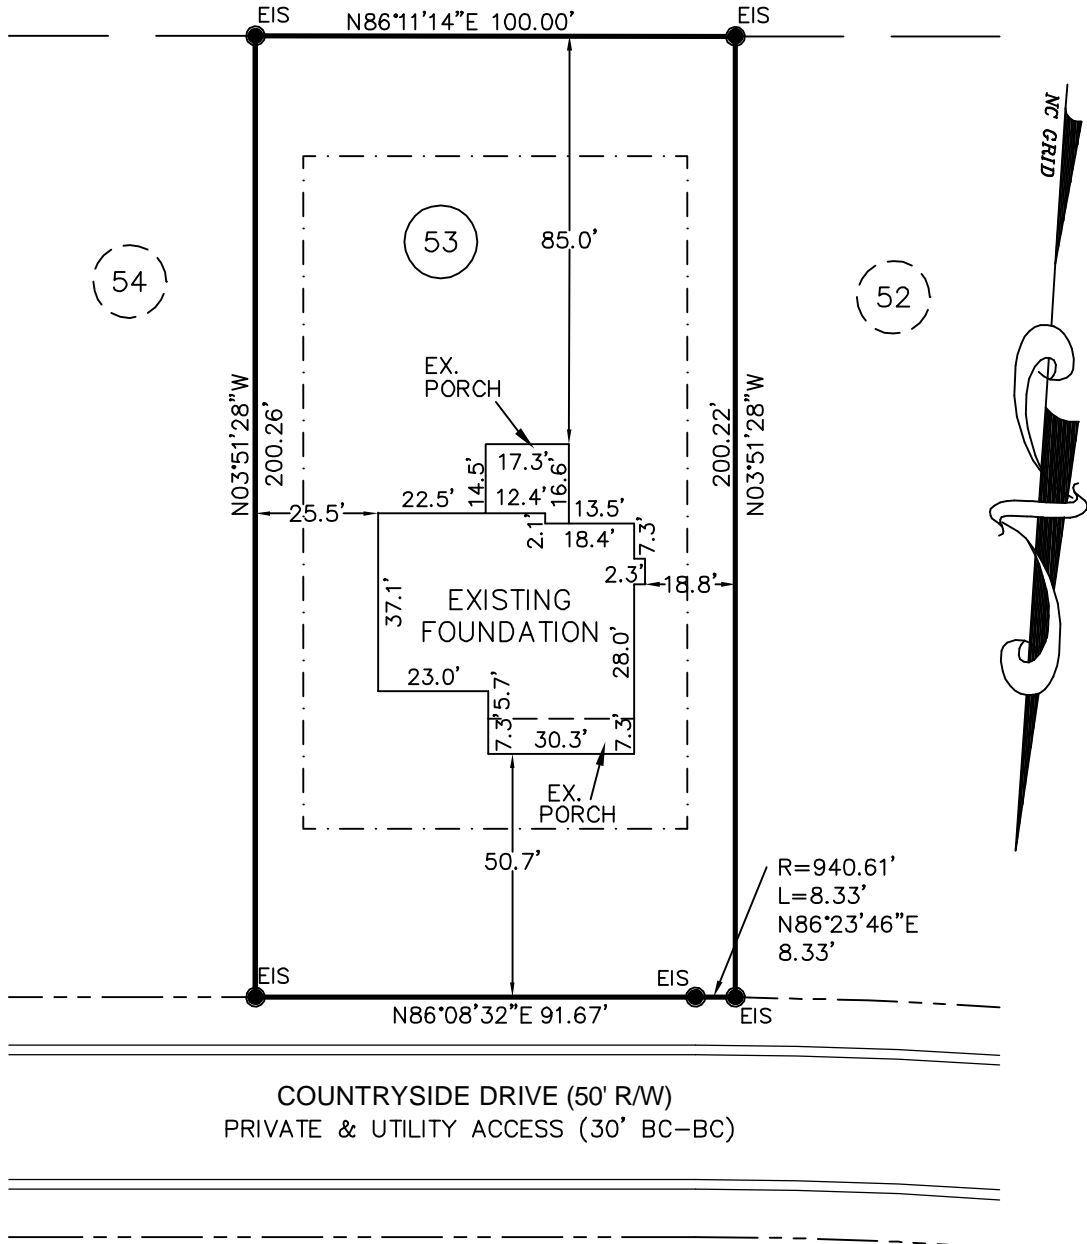 EIS
N86°11'14"E 100.00'
EIS
NC GRID
53
85.0'
54
52
EX.
PORCH
N03°51'28"W
200.26'
200.22'
N03°51'28"W
17.3'
14.5'
16.6'
22.5'
12.4'
13.5'
25.5'
2.1'
18.4'
7.3'
2.3'
18.8'
37.1'
EXISTING
FOUNDATION
28.0'
23.0'
5.7'
7.3'
30.3'
7.3'
EX.
PORCH
50.7'
R=940.61'
L=8.33'
N86°23'46"E
8.33'
EIS
EIS
N86°08'32"E 91.67'
EIS
COUNTRYSIDE DRIVE (50' R/W)
PRIVATE & UTILITY ACCESS (30' BC-BC)